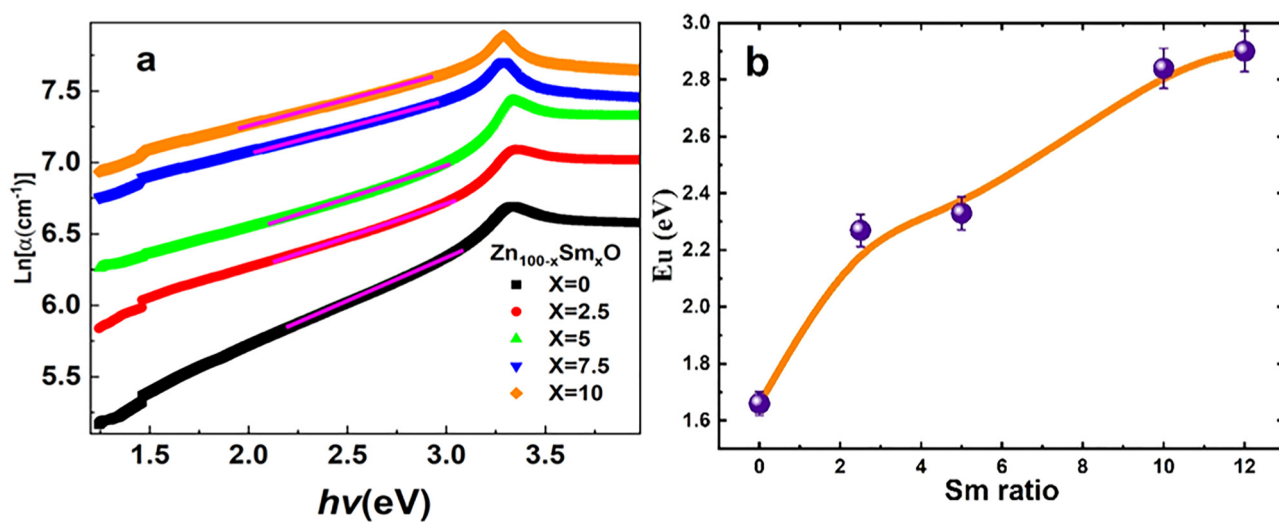 a
Ln[α(cm⁻¹)]
7.5
7.0
6.5
6.0
5.5
Zn₁₀₀₋ₓSmₓO
X=0
X=2.5
X=5
X=7.5
X=10
1.5 2.0 2.5 3.0 3.5
hν(eV)
b
Eu (eV)
3.0
2.8
2.6
2.4
2.2
2.0
1.8
1.6
0 2 4 6 8 10 12
Sm ratio